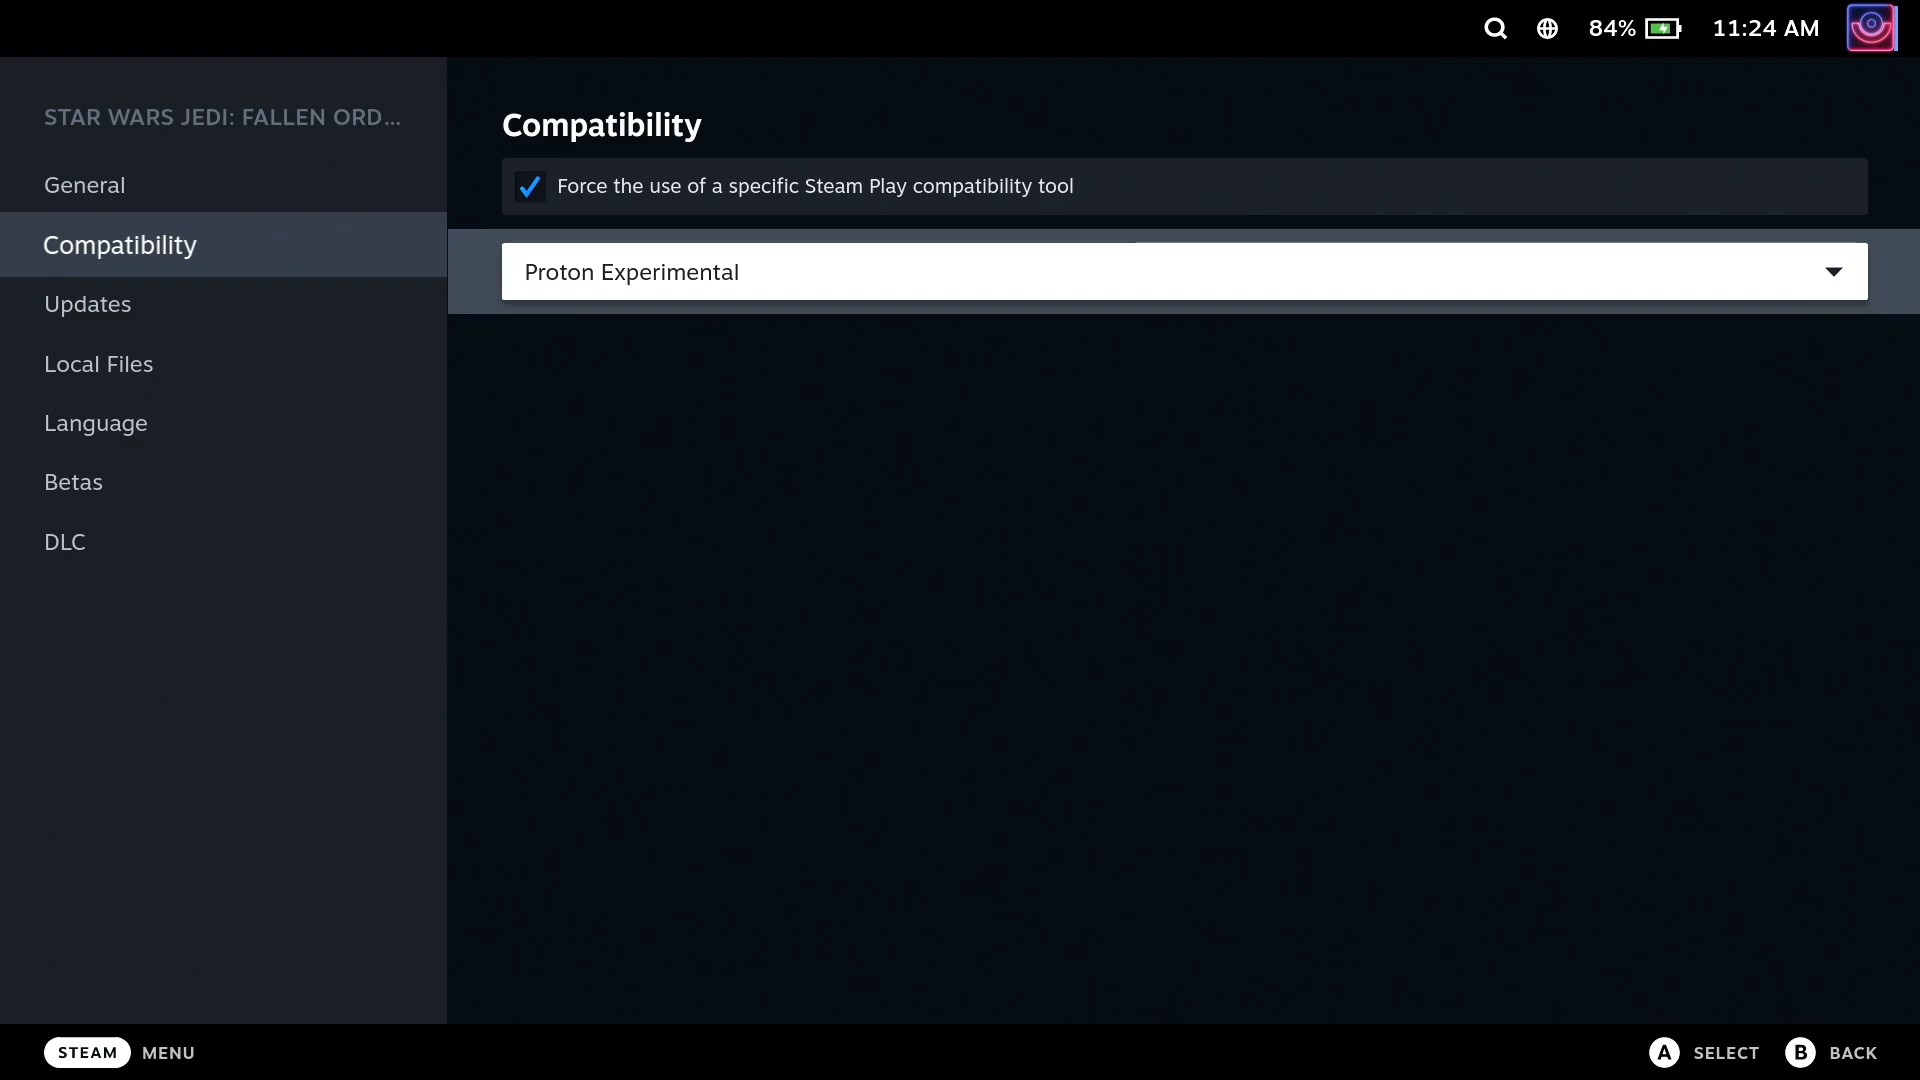 84%
11:24 AM
STAR WARS JEDI: FALLEN ORD...
General
Compatibility
Updates
Local Files
Language
Betas
DLC
Compatibility
Force the use of a specific Steam Play compatibility tool
Proton Experimental
STEAM MENU
A SELECT B BACK